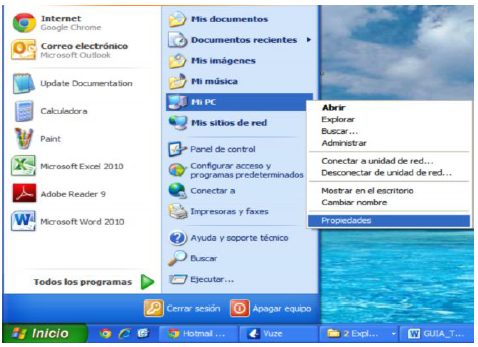 Internet
Google Chrome
Correo electrónico
Microsoft Outlook
Update Documentation
Calculadora
Paint
Microsoft Excel 2010
Adobe Reader 9
Microsoft Word 2010
Todos los programas
Mis documentos
Documentos recientes
Mis imágenes
Mi música
Mi PC
Mis sitios de red
Panel de control
Configurar acceso y
programas predeterminados
Conectar a
Impresoras y faxes
Ayuda y soporte técnico
Buscar
Ejecutar...
Abrir
Explorar
Buscar...
Administrar
Conectar a unidad de red...
Desconectar de unidad de red...
Mostrar en el escritorio
Cambiar nombre
Propiedades
Cerrar sesión
Apagar equipo
Inicio
Hotmail ...
Vuze
2 Expl...
GUIA_T...